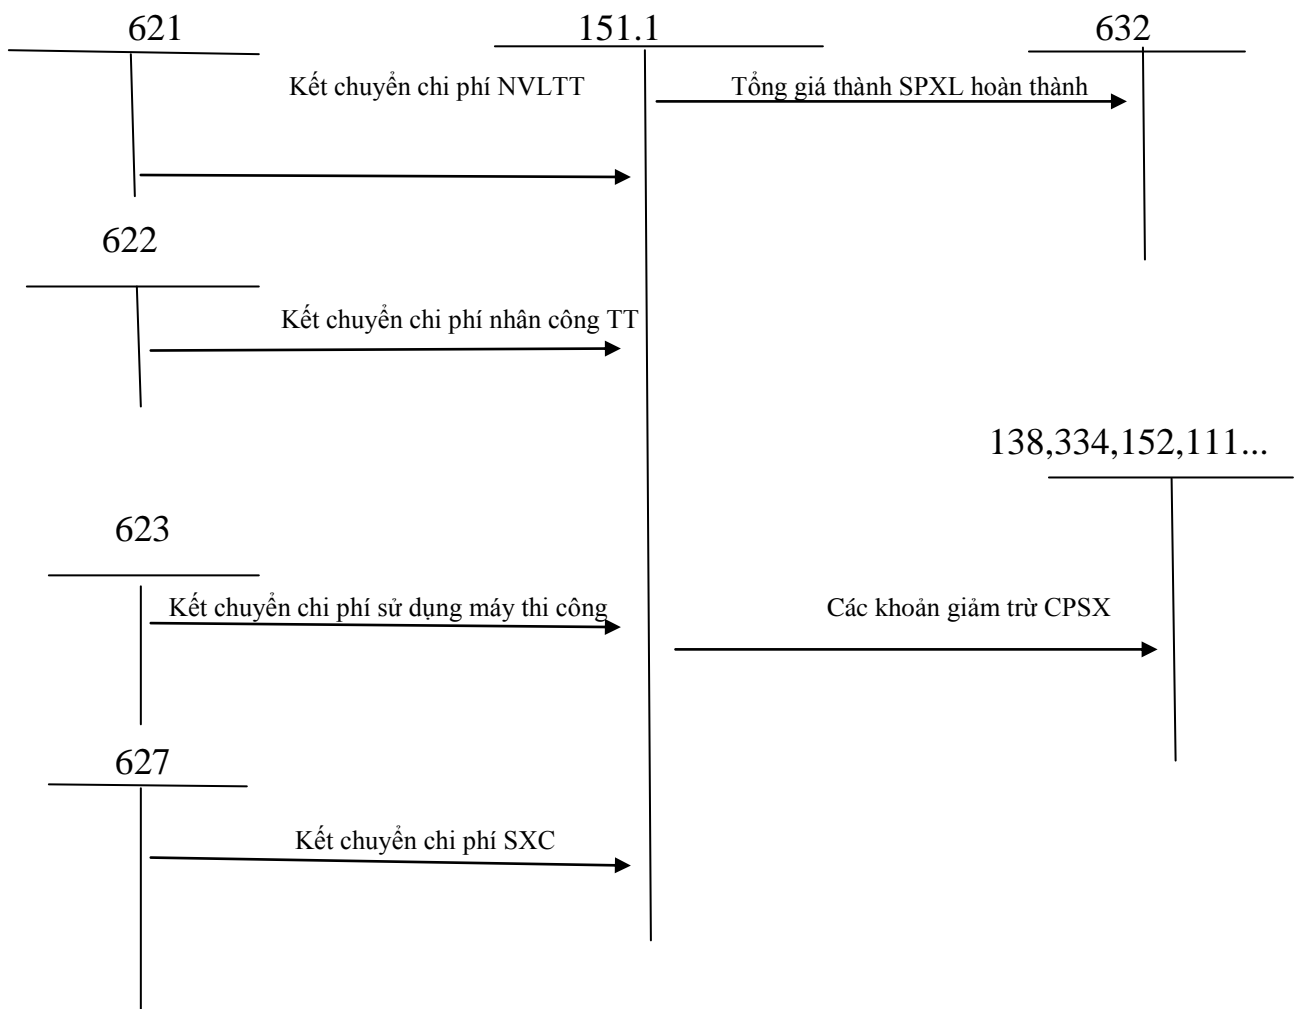 621
151.1
632
Kết chuyển chi phí NVLTT
Tổng giá thành SPXL hoàn thành
622
Kết chuyển chi phí nhân công TT
138,334,152,111...
623
Kết chuyển chi phí sử dụng máy thi công
Các khoản giảm trừ CPSX
627
Kết chuyển chi phí SXC